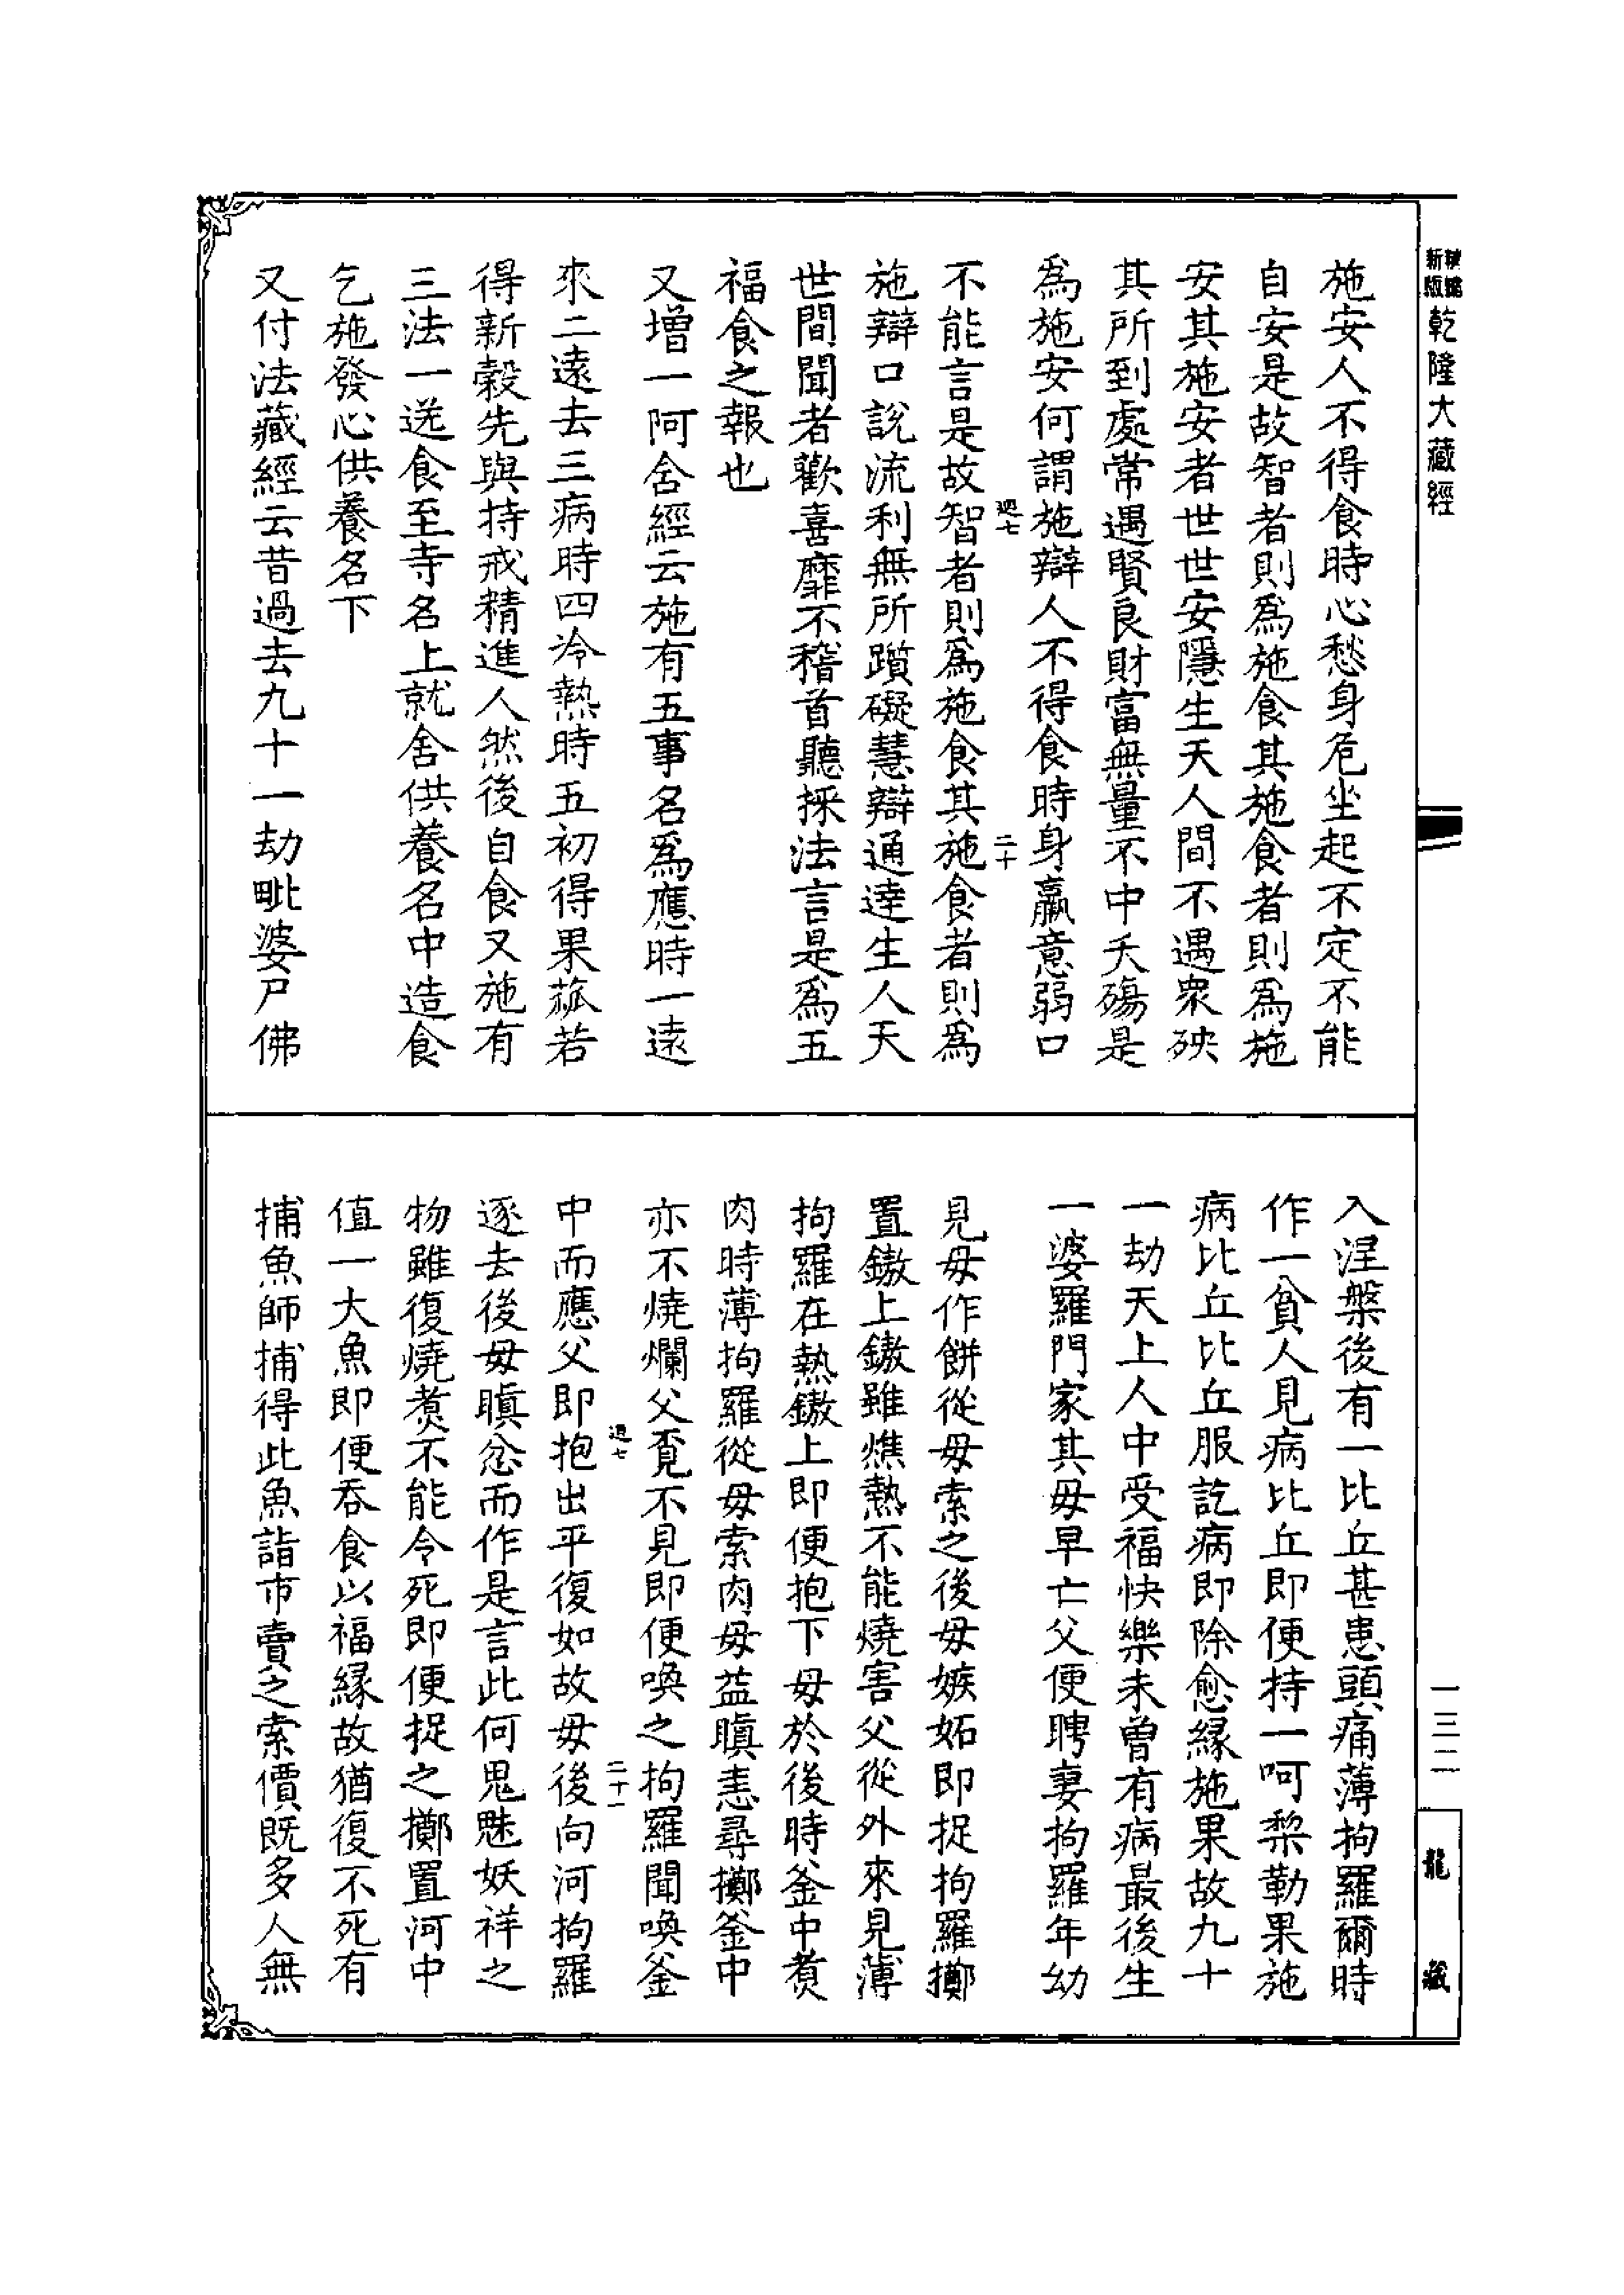 新版
乾隆大藏經
施安人不得食時心愁身危坐起不定不能
自安是故智者則爲施食其施食者則爲施
安其施安者世世安隱生天人間不遇衆殃
其所到處常遇賢良財富無量不中夭殤是
爲施安何謂施辯人不得食時身羸意弱口
不能言是故智者則爲施食其施食者則爲
施辯口說流利無所躓礙慧辯通達生人天
世間聞者歡喜靡不稽首聽採法言是爲五
福食之報也
又增一阿含經云施有五事名爲應時一遠
來二遠去三病時四冷熱時五初得果蓏若
得新穀先與持戒精進人然後自食又施有
三法一送食至寺名上就舍供養名中造食
乞施發心供養名下
又付法藏經云昔過去九十一劫毗婆尸佛
入涅槃後有一比丘甚患頭痛薄拘羅爾時
作一貧人見病比丘即便持一呵棃勒果施
病比丘比丘服訖病即除愈縁施果故九十
一劫天上人中受福快樂未曽有病最後生
一婆羅門家其毋早亡父便聘妻拘羅年幼
見毋作餅從毋索之後毋嫉妬即捉拘羅擲
置鏊上鏊雖燋熱不能燒害父從外來見薄
拘羅在熱鏊上即便抱下毋於後時釜中煑
肉時薄拘羅從毋索肉毋益瞋恚尋擲釜中
亦不燒爛父覔不見即便喚之拘羅聞喚釜
中而應父即抱出平復如故毋後向河拘羅
逐去後毋瞋忿而作是言此何鬼魅妖祥之
物雖復燒煑不能令死即便捉之擲置河中
值一大魚即便吞食以福縁故猶復不死有
捕魚師捕得此魚詣市賣之索價既多人無
二十
二十一
一三二
龍藏